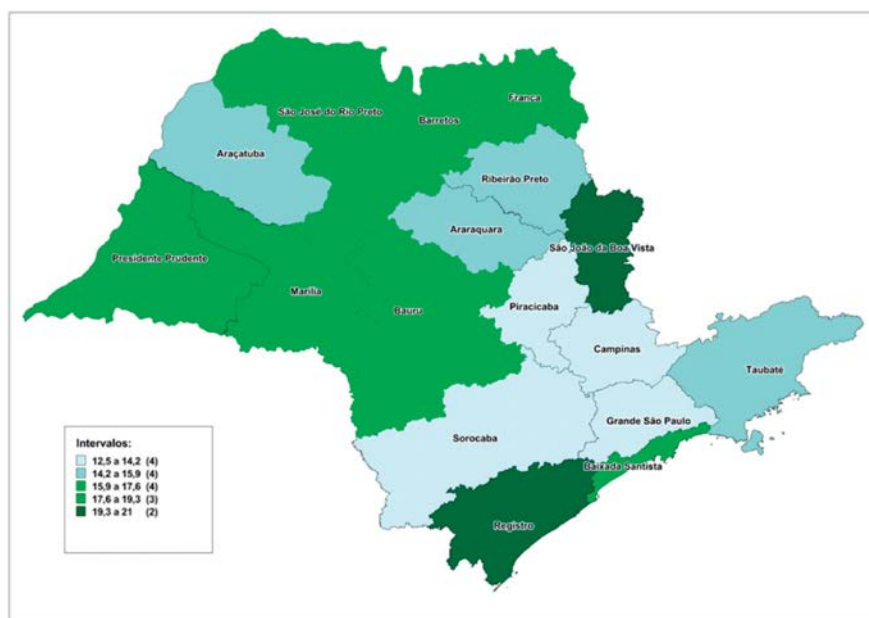 França
São José do Rio Preto
Barretos
Araçatuba
Ribeirão Preto
Araraquara
São João da Boa Vista
Presidente Prudente
Marília
Bauru
Piracicaba
Campinas
Taubaté
Grande São Paulo
Sorocaba
Baixada Santista
Registro
Intervalos:
12,5 a 14,2 (4)
14,2 a 15,9 (4)
15,9 a 17,6 (4)
17,6 a 19,3 (3)
19,3 a 21 (2)